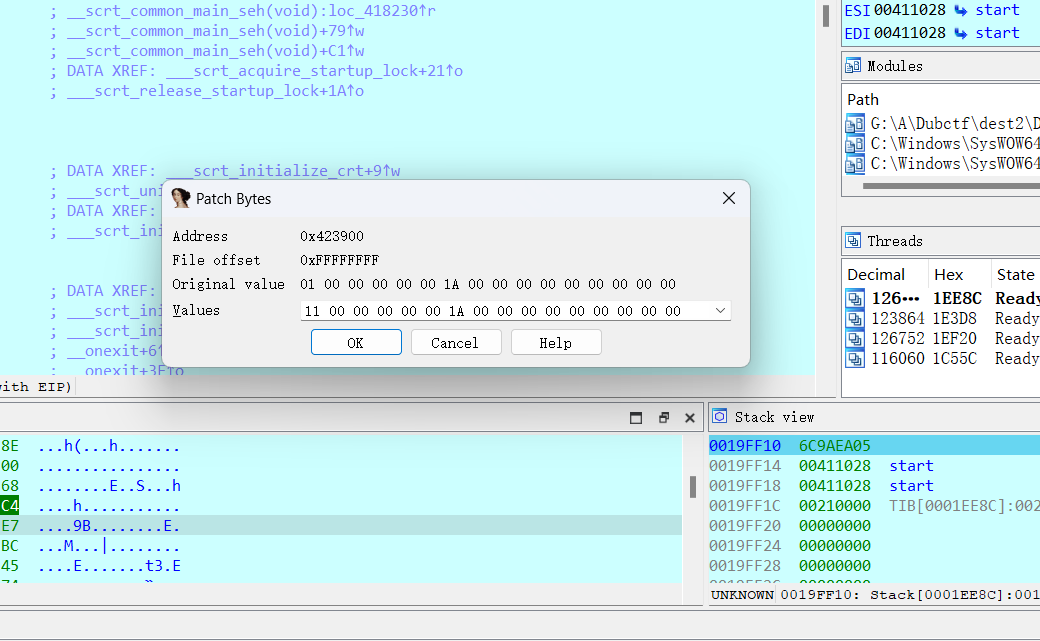 ; __scrt_common_main_seh(void):loc_418230↑r
; __scrt_common_main_seh(void)+79↑w
; __scrt_common_main_seh(void)+C1↑w
; DATA XREF: ___scrt_acquire_startup_lock+21↑o
; ___scrt_release_startup_lock+1A↑o
; DATA XREF: ___scrt_initialize_crt+9↑w
; ___scrt_uni
; DATA XREF:
; ___scrt_ini
; DATA XREF:
; ___scrt_ini
; ___scrt_ini
; __onexit+6↑
; __onexit+3F↑o
with EIP)
Patch Bytes
Address 0x423900
File offset 0xFFFFFFFF
Original value 01 00 00 00 00 00 1A 00 00 00 00 00 00 00 00 00
Values 11 00 00 00 00 00 1A 00 00 00 00 00 00 00 00 00
OK Cancel Help
ESI 00411028 start
EDI 00411028 start
Modules
Path
G:\A\Dubctf\dest2\D
C:\Windows\SysWOW64
C:\Windows\SysWOW64
Threads
Decimal Hex State
126••• 1EE8C Ready
123864 1E3D8 Ready
126752 1EF20 Ready
116060 1C55C Ready
8E ...h(...h.......
00 ................
68 ........E..S...h
C4 ....h...........
E7 ....9B........E.
BC ...M...|........
45 ....E.......t3.E
Stack view
0019FF10 6C9AEA05
0019FF14 00411028 start
0019FF18 00411028 start
0019FF1C 00210000 TIB[0001EE8C]:002
0019FF20 00000000
0019FF24 00000000
0019FF28 00000000
UNKNOWN 0019FF10: Stack[0001EE8C]:001